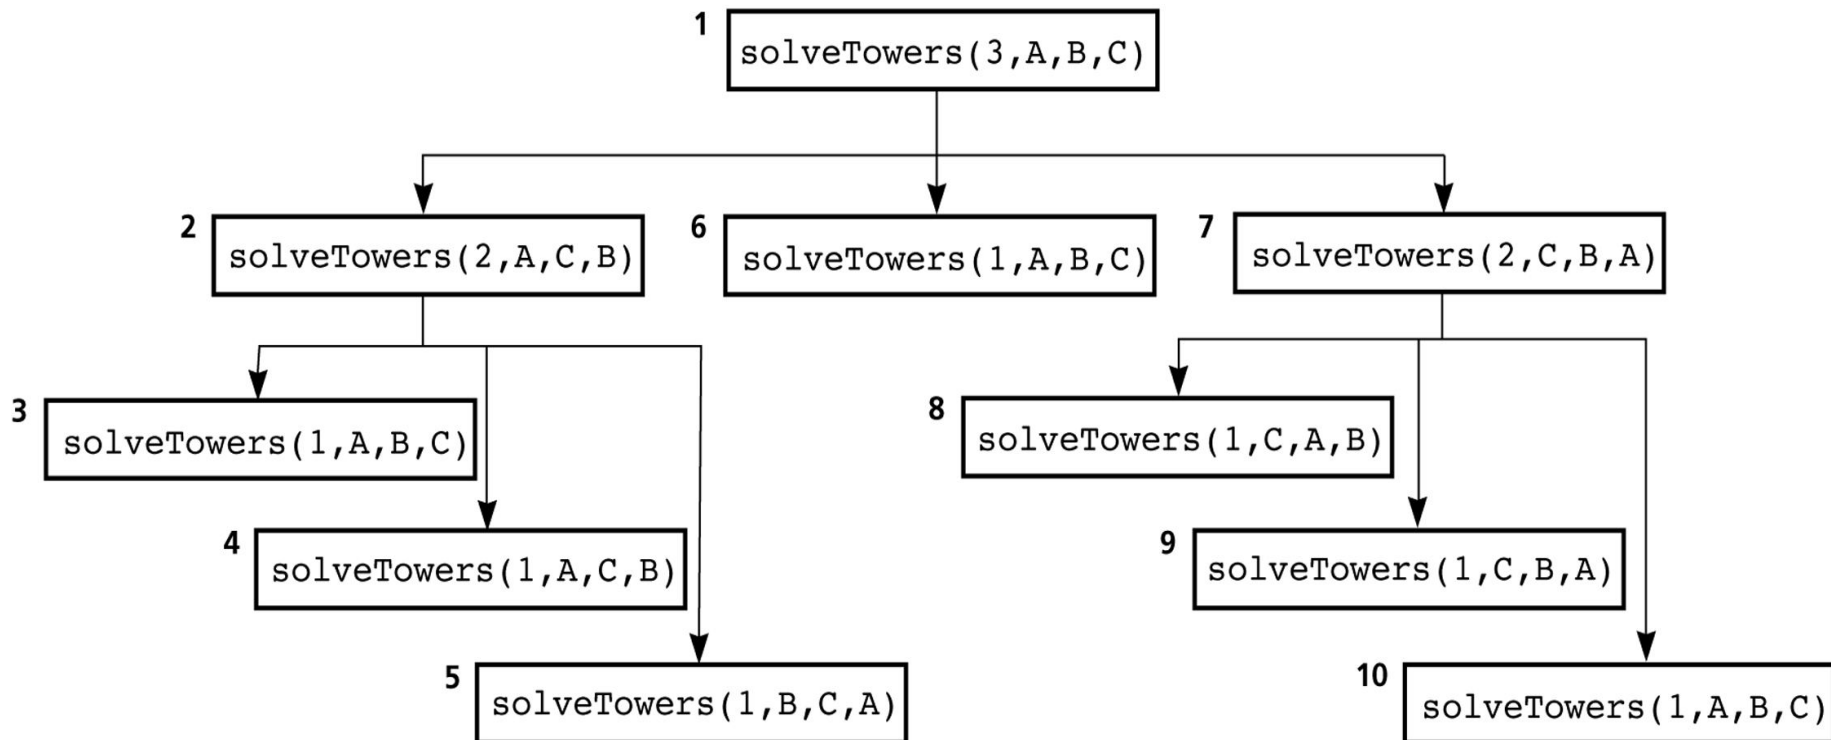 1
solveTowers(3,A,B,C)
2
solveTowers(2,A,C,B)
6
solveTowers(1,A,B,C)
7
solveTowers(2,C,B,A)
3
solveTowers(1,A,B,C)
8
solveTowers(1,C,A,B)
4
solveTowers(1,A,C,B)
9
solveTowers(1,C,B,A)
5
solveTowers(1,B,C,A)
10
solveTowers(1,A,B,C)